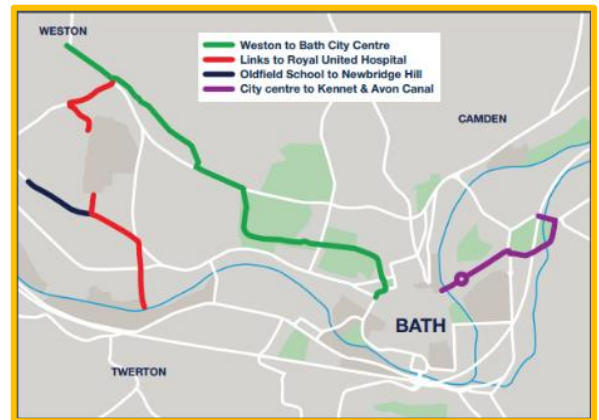 WESTON
Weston to Bath City Centre
Links to Royal United Hospital
Oldfield School to Newbridge Hill
City centre to Kennet & Avon Canal
CAMDEN
BATH
TWERTON